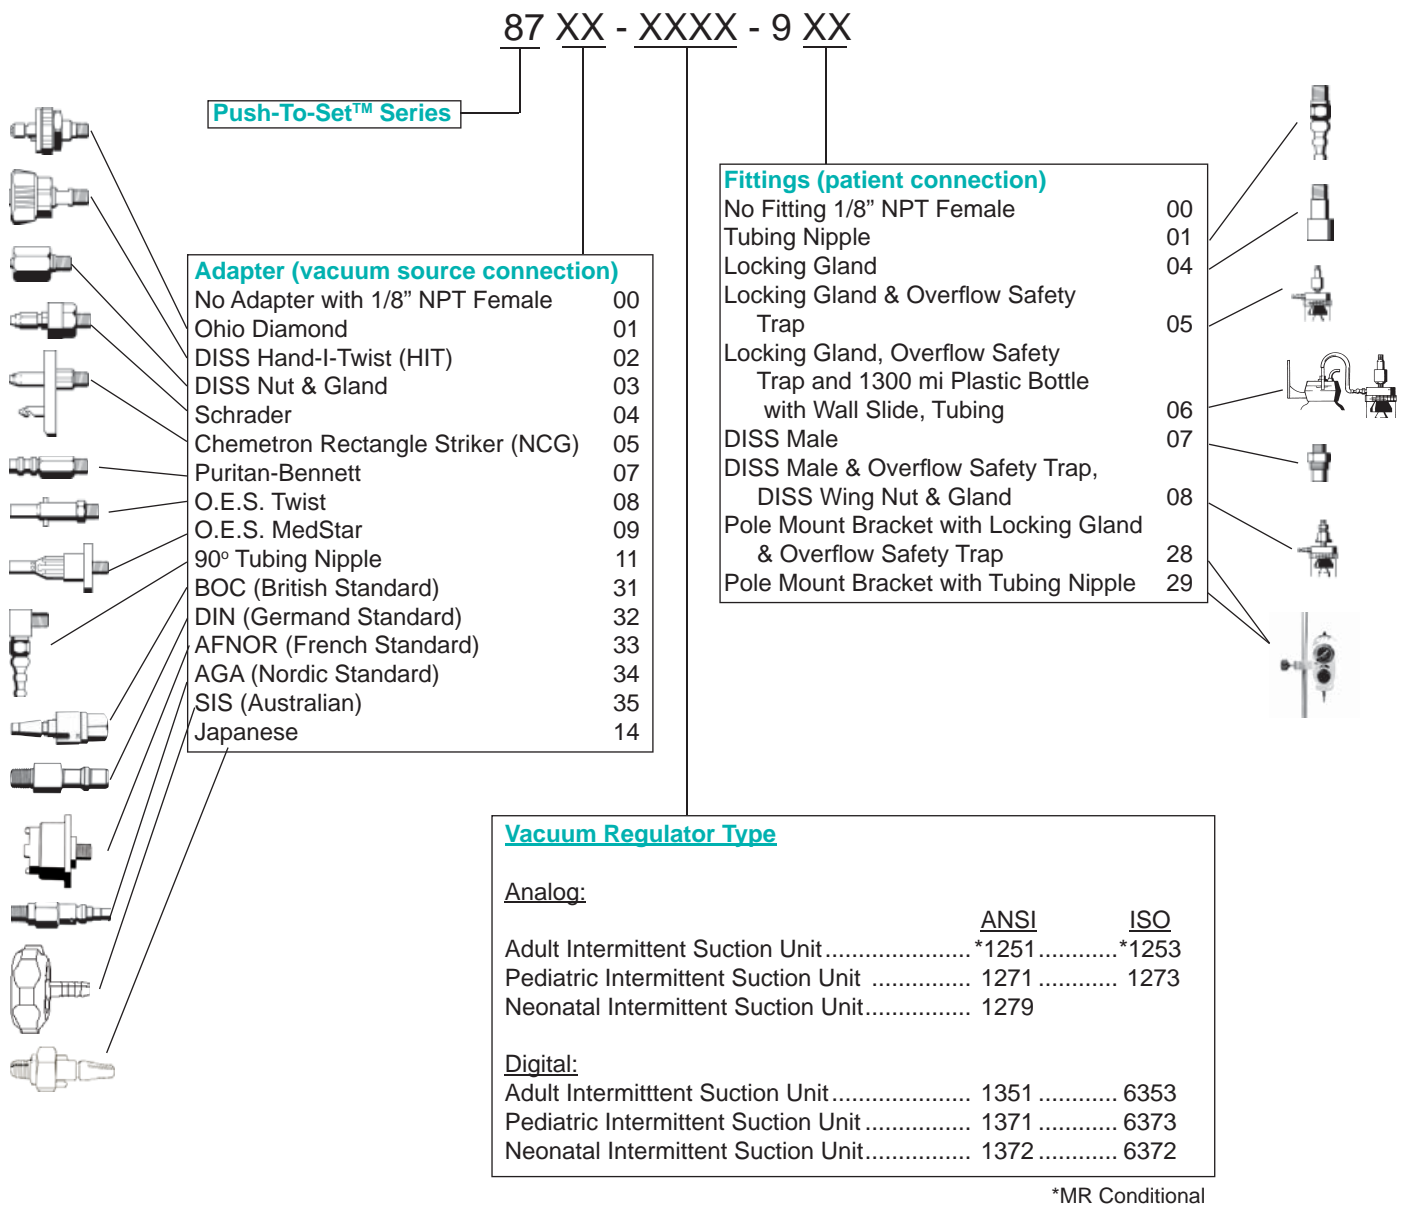 87 XX - XXXX - 9 XX
Push-To-Set™ Series
Adapter (vacuum source connection)
No Adapter with 1/8” NPT Female 00
Ohio Diamond 01
DISS Hand-I-Twist (HIT) 02
DISS Nut & Gland 03
Schrader 04
Chemetron Rectangle Striker (NCG) 05
Puritan-Bennett 07
O.E.S. Twist 08
O.E.S. MedStar 09
90º Tubing Nipple 11
BOC (British Standard) 31
DIN (Germand Standard) 32
AFNOR (French Standard) 33
AGA (Nordic Standard) 34
SIS (Australian) 35
Japanese 14
Fittings (patient connection)
No Fitting 1/8” NPT Female 00
Tubing Nipple 01
Locking Gland 04
Locking Gland & Overflow Safety
Trap 05
Locking Gland, Overflow Safety
Trap and 1300 mi Plastic Bottle
with Wall Slide, Tubing 06
DISS Male 07
DISS Male & Overflow Safety Trap,
DISS Wing Nut & Gland 08
Pole Mount Bracket with Locking Gland
& Overflow Safety Trap 28
Pole Mount Bracket with Tubing Nipple 29
Vacuum Regulator Type
Analog:
ANSI ISO
Adult Intermittent Suction Unit...................... *1251............*1253
Pediatric Intermittent Suction Unit ................ 1271 ............ 1273
Neonatal Intermittent Suction Unit................ 1279
Digital:
Adult Intermitttent Suction Unit..................... 1351 ............ 6353
Pediatric Intermittent Suction Unit................ 1371 ............ 6373
Neonatal Intermittent Suction Unit................ 1372 ............ 6372
*MR Conditional